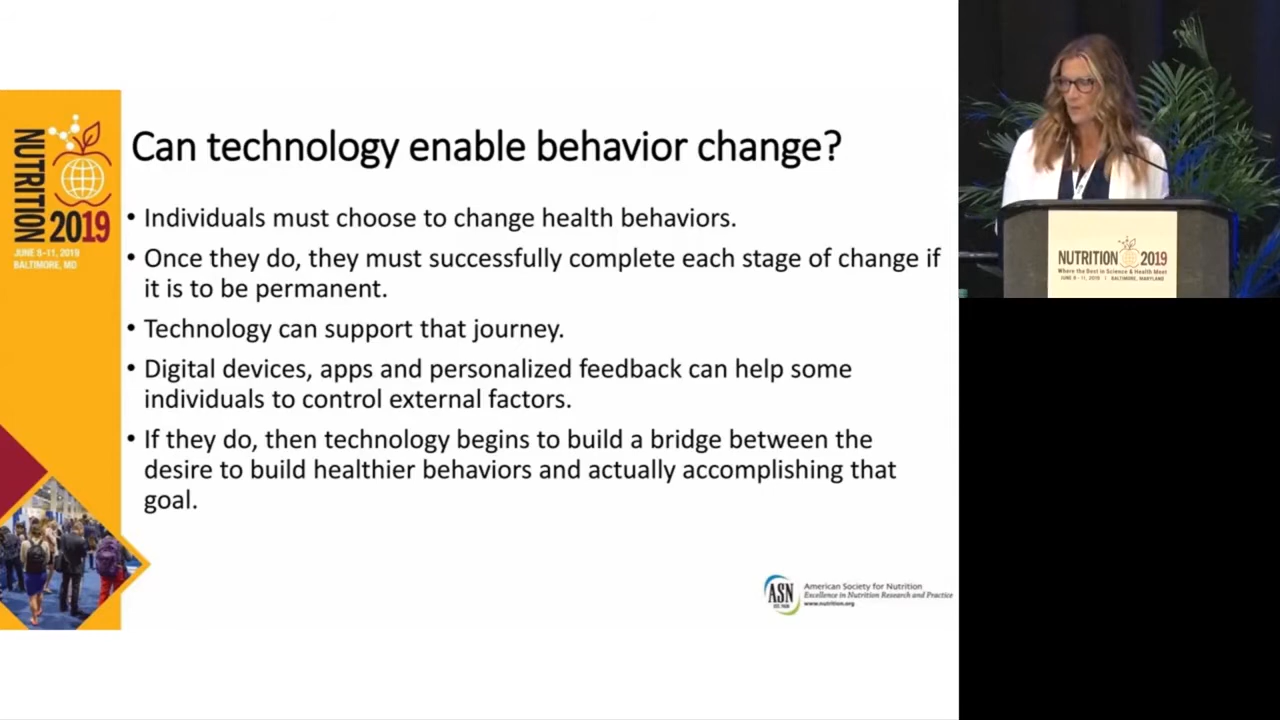 NUTRITION
2019
JUNE 8-11, 2019
BALTIMORE, MD
Can technology enable behavior change?
• Individuals must choose to change health behaviors.
• Once they do, they must successfully complete each stage of change if
it is to be permanent.
• Technology can support that journey.
• Digital devices, apps and personalized feedback can help some
individuals to control external factors.
• If they do, then technology begins to build a bridge between the
desire to build healthier behaviors and actually accomplishing that
goal.
ASN
American Society for Nutrition
Excellence in Nutrition Research and Practice
www.nutrition.org
NUTRITION 2019
Where the Best in Science & Health Meet
JUNE 8 - 11, 2019 | BALTIMORE, MARYLAND